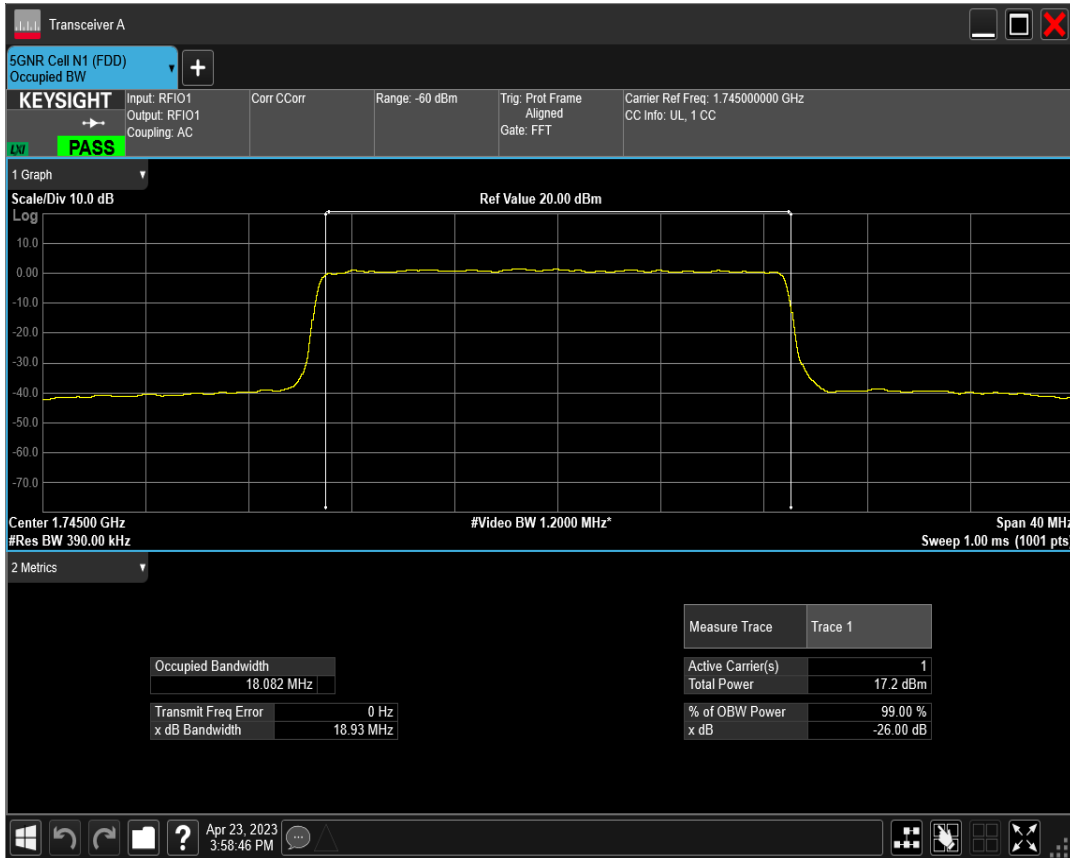 Transceiver A
5GNR Cell N1 (FDD)
Occupied BW
+
KEYSIGHT
LXI
PASS
Input: RFIO1
Output: RFIO1
Coupling: AC
Corr CCorr
Range: -60 dBm
Trig: Prot Frame
Aligned
Gate: FFT
Carrier Ref Freq: 1.745000000 GHz
CC Info: UL, 1 CC
1 Graph
Scale/Div 10.0 dB
Ref Value 20.00 dBm
Log
10.0
0.00
-10.0
-20.0
-30.0
-40.0
-50.0
-60.0
-70.0
Center 1.74500 GHz
#Video BW 1.2000 MHz*
Span 40 MHz
#Res BW 390.00 kHz
Sweep 1.00 ms (1001 pts)
2 Metrics
Measure Trace Trace 1
Occupied Bandwidth
18.082 MHz
Active Carrier(s) 1
Total Power 17.2 dBm
Transmit Freq Error 0 Hz
x dB Bandwidth 18.93 MHz
% of OBW Power 99.00 %
x dB -26.00 dB
?
Apr 23, 2023
3:58:46 PM